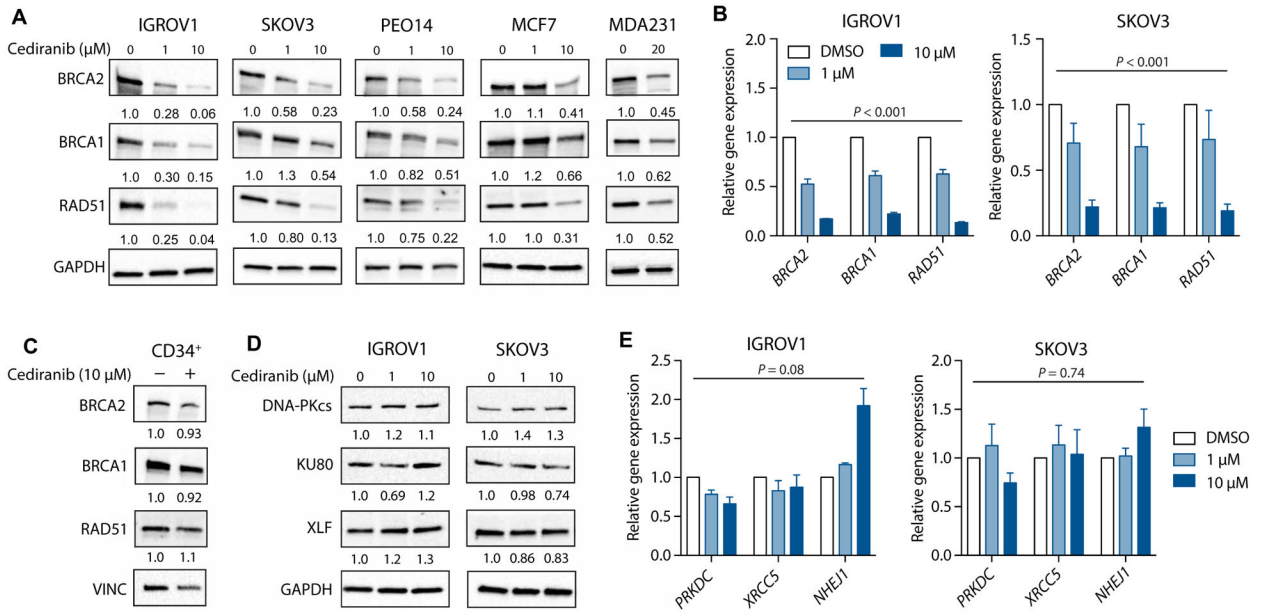 A
IGROV1 SKOV3 PEO14 MCF7 MDA231
Cediranib (µM) 0 1 10 0 1 10 0 1 10 0 1 10 0 20
BRCA2
1.0 0.28 0.06 1.0 0.58 0.23 1.0 0.58 0.24 1.0 1.1 0.41 1.0 0.45
BRCA1
1.0 0.30 0.15 1.0 1.3 0.54 1.0 0.82 0.51 1.0 1.2 0.66 1.0 0.62
RAD51
1.0 0.25 0.04 1.0 0.80 0.13 1.0 0.75 0.22 1.0 1.0 0.31 1.0 0.52
GAPDH
B
IGROV1
DMSO
1 µM
10 µM
P < 0.001
Relative gene expression
2.0
1.5
1.0
0.5
0.0
BRCA2 BRCA1 RAD51
SKOV3
P < 0.001
Relative gene expression
1.5
1.0
0.5
0.0
BRCA2 BRCA1 RAD51
C
CD34+
Cediranib (10 µM) − +
BRCA2
1.0 0.93
BRCA1
1.0 0.92
RAD51
1.0 1.1
VINC
D
IGROV1 SKOV3
Cediranib (µM) 0 1 10 0 1 10
DNA-PKcs
1.0 1.2 1.1 1.0 1.4 1.3
KU80
1.0 0.69 1.2 1.0 0.98 0.74
XLF
1.0 1.2 1.3 1.0 0.86 0.83
GAPDH
E
IGROV1
P = 0.08
Relative gene expression
2.5
2.0
1.5
1.0
0.5
0.0
PRKDC XRCC5 NHEJ1
SKOV3
P = 0.74
Relative gene expression
2.0
1.5
1.0
0.5
0.0
PRKDC XRCC5 NHEJ1
DMSO
1 µM
10 µM